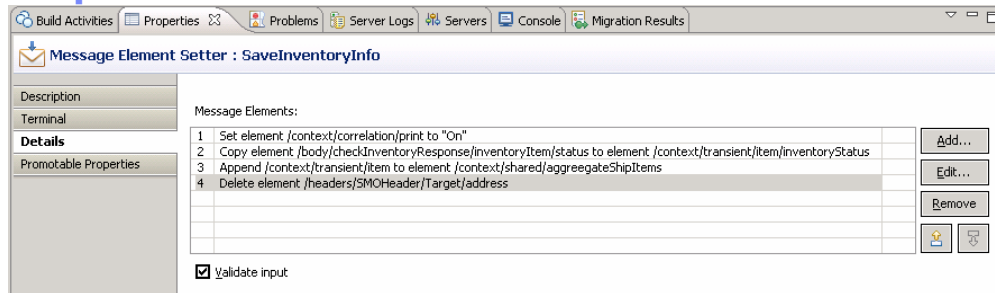 Build Activities Properties Problems Server Logs Servers Console Migration Results
Message Element Setter : SaveInventoryInfo
Description
Terminal
Details
Promotable Properties
Message Elements:
1 Set element /context/correlation/print to "On"
2 Copy element /body/checkInventoryResponse/inventoryItem/status to element /context/transient/item/inventoryStatus
3 Append /context/transient/item to element /context/shared/aggreegateShipItems
4 Delete element /headers/SMOHeader/Target/address
Add...
Edit...
Remove
Validate input